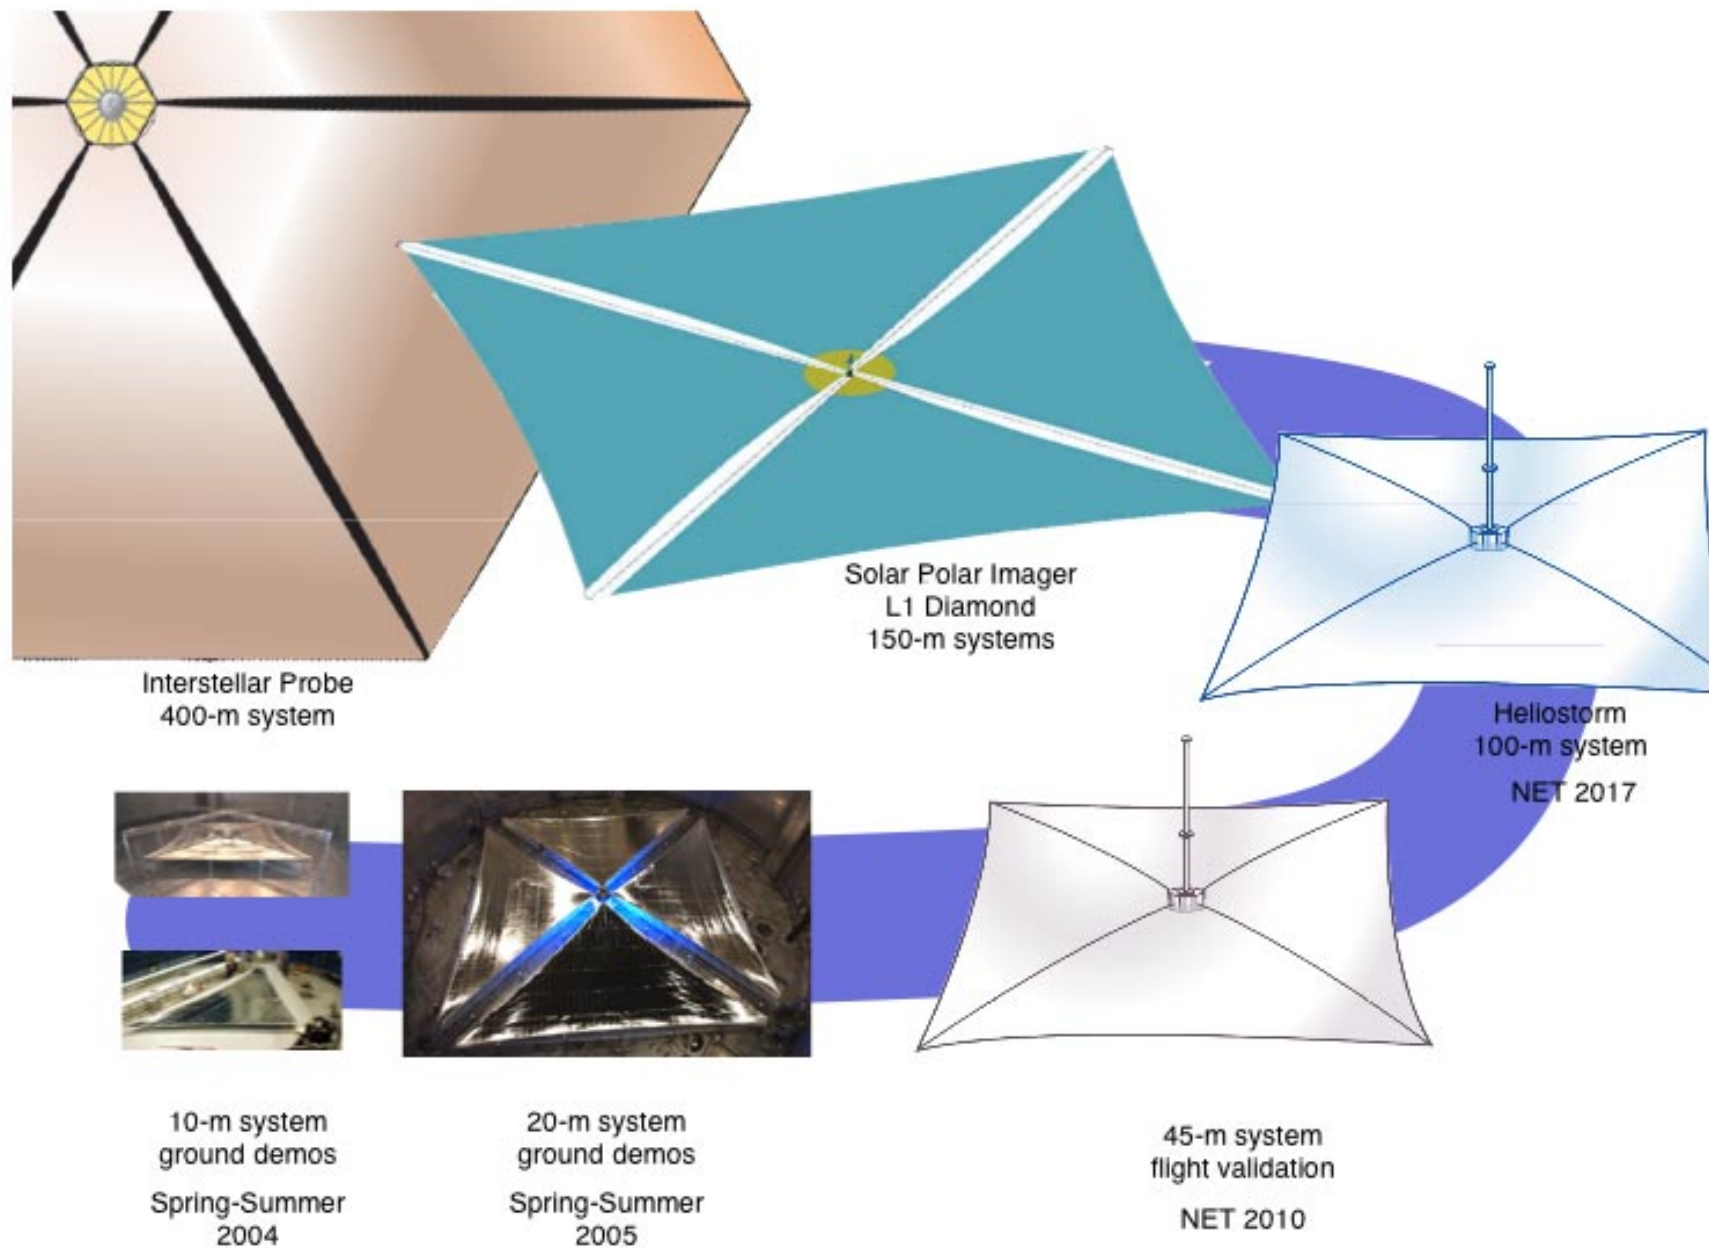 Solar Polar Imager
L1 Diamond
150-m systems
Interstellar Probe
400-m system
Heliostorm
100-m system
NET 2017
10-m system
ground demos
Spring-Summer
2004
20-m system
ground demos
Spring-Summer
2005
45-m system
flight validation
NET 2010